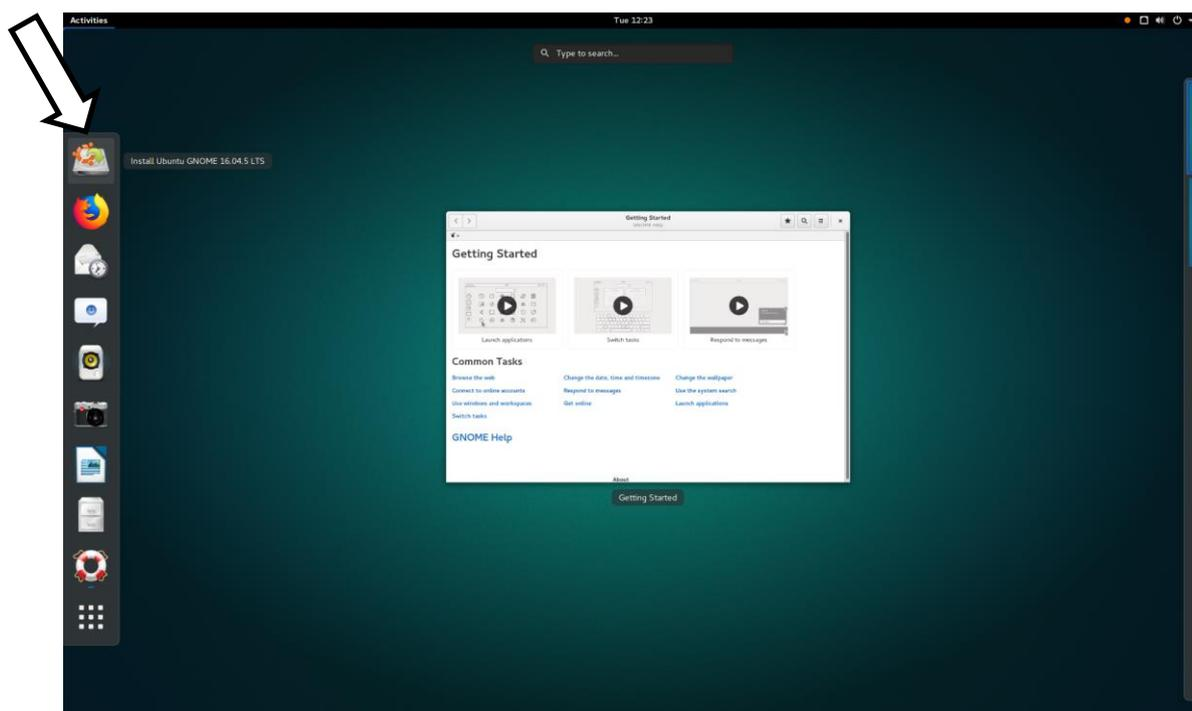 Activities
Tue 12:23
Type to search...
Install Ubuntu GNOME 16.04.5 LTS
Getting Started
Getting Started
Launch applications
Switch tasks
Respond to messages
Common Tasks
Browse the web
Change the date, time and timezone
Change the wallpaper
Connect to online accounts
Respond to messages
Use the system search
Use windows and workspaces
Get online
Launch applications
Switch tasks
GNOME Help
About
Getting Started